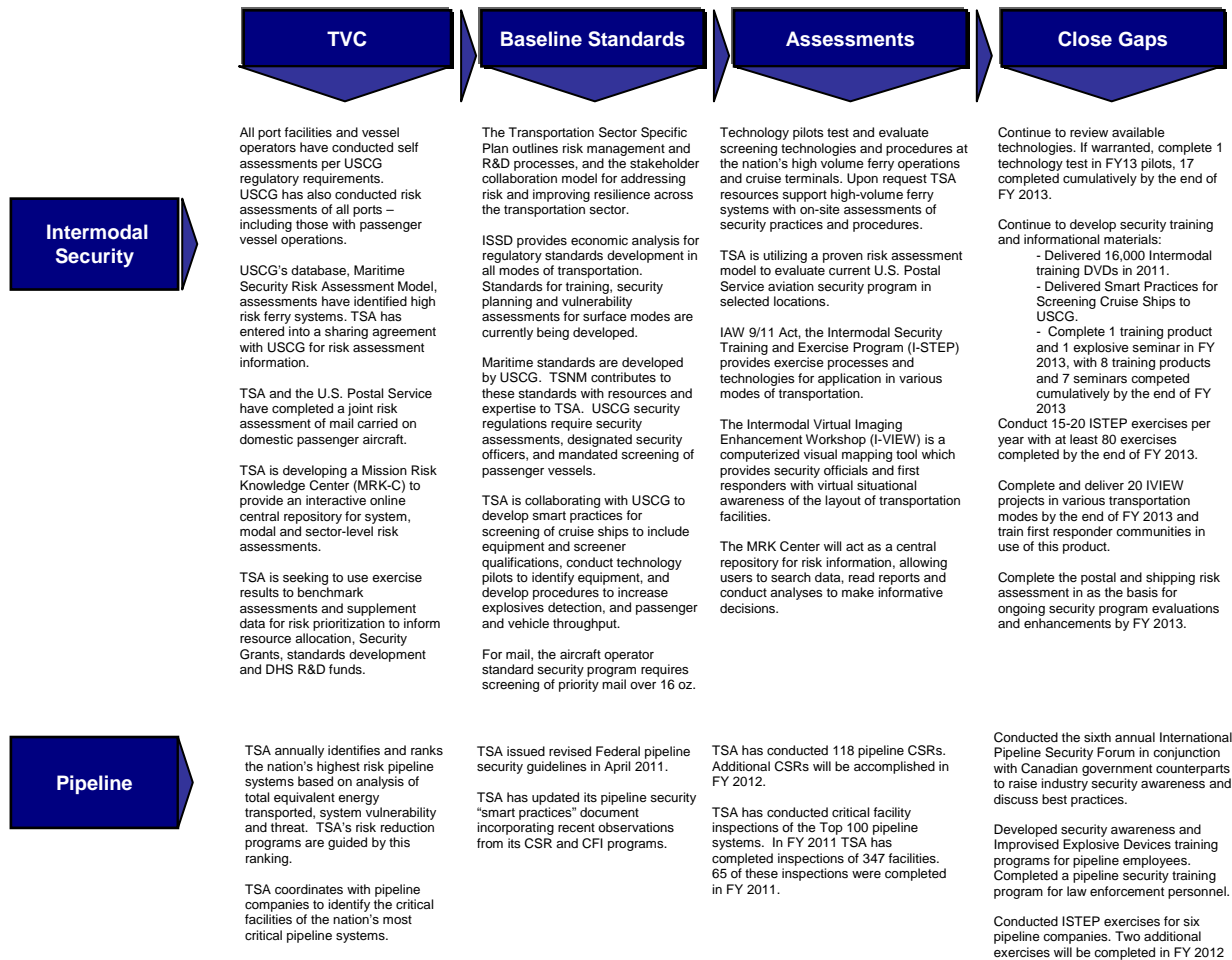 TVC
Baseline Standards
Assessments
Close Gaps
Intermodal
Security
All port facilities and vessel
operators have conducted self
assessments per USCG
regulatory requirements.
USCG has also conducted risk
assessments of all ports –
including those with passenger
vessel operations.
USCG's database, Maritime
Security Risk Assessment Model,
assessments have identified high
risk ferry systems. TSA has
entered into a sharing agreement
with USCG for risk assessment
information.
TSA and the U.S. Postal Service
have completed a joint risk
assessment of mail carried on
domestic passenger aircraft.
TSA is developing a Mission Risk
Knowledge Center (MRK-C) to
provide an interactive online
central repository for system,
modal and sector-level risk
assessments.
TSA is seeking to use exercise
results to benchmark
assessments and supplement
data for risk prioritization to inform
resource allocation, Security
Grants, standards development
and DHS R&D funds.
The Transportation Sector Specific
Plan outlines risk management and
R&D processes, and the stakeholder
collaboration model for addressing
risk and improving resilience across
the transportation sector.
ISSD provides economic analysis for
regulatory standards development in
all modes of transportation.
Standards for training, security
planning and vulnerability
assessments for surface modes are
currently being developed.
Maritime standards are developed
by USCG.  TSNM contributes to
these standards with resources and
expertise to TSA.  USCG security
regulations require security
assessments, designated security
officers, and mandated screening of
passenger vessels.
TSA is collaborating with USCG to
develop smart practices for
screening of cruise ships to include
equipment and screener
qualifications, conduct technology
pilots to identify equipment, and
develop procedures to increase
explosives detection, and passenger
and vehicle throughput.
For mail, the aircraft operator
standard security program requires
screening of priority mail over 16 oz.
Technology pilots test and evaluate
screening technologies and procedures at
the nation's high volume ferry operations
and cruise terminals. Upon request TSA
resources support high-volume ferry
systems with on-site assessments of
security practices and procedures.
TSA is utilizing a proven risk assessment
model to evaluate current U.S. Postal
Service aviation security program in
selected locations.
IAW 9/11 Act, the Intermodal Security
Training and Exercise Program (I-STEP)
provides exercise processes and
technologies for application in various
modes of transportation.
The Intermodal Virtual Imaging
Enhancement Workshop (I-VIEW) is a
computerized visual mapping tool which
provides security officials and first
responders with virtual situational
awareness of the layout of transportation
facilities.
The MRK Center will act as a central
repository for risk information, allowing
users to search data, read reports and
conduct analyses to make informative
decisions.
Continue to review available
technologies. If warranted, complete 1
technology test in FY13 pilots, 17
completed cumulatively by the end of
FY 2013.
Continue to develop security training
and informational materials:
- Delivered 16,000 Intermodal
training DVDs in 2011.
- Delivered Smart Practices for
Screening Cruise Ships to
USCG.
- Complete 1 training product
and 1 explosive seminar in FY
2013, with 8 training products
and 7 seminars competed
cumulatively by the end of FY
2013
Conduct 15-20 ISTEP exercises per
year with at least 80 exercises
completed by the end of FY 2013.
Complete and deliver 20 IVIEW
projects in various transportation
modes by the end of FY 2013 and
train first responder communities in
use of this product.
Complete the postal and shipping risk
assessment in as the basis for
ongoing security program evaluations
and enhancements by FY 2013.
Pipeline
TSA annually identifies and ranks
the nation's highest risk pipeline
systems based on analysis of
total equivalent energy
transported, system vulnerability
and threat.  TSA's risk reduction
programs are guided by this
ranking.
TSA coordinates with pipeline
companies to identify the critical
facilities of the nation's most
critical pipeline systems.
TSA issued revised Federal pipeline
security guidelines in April 2011.
TSA has updated its pipeline security
“smart practices” document
incorporating recent observations
from its CSR and CFI programs.
TSA has conducted 118 pipeline CSRs.
Additional CSRs will be accomplished in
FY 2012.
TSA has conducted critical facility
inspections of the Top 100 pipeline
systems.  In FY 2011 TSA has
completed inspections of 347 facilities.
65 of these inspections were completed
in FY 2011.
Conducted the sixth annual International
Pipeline Security Forum in conjunction
with Canadian government counterparts
to raise industry security awareness and
discuss best practices.
Developed security awareness and
Improvised Explosive Devices training
programs for pipeline employees.
Completed a pipeline security training
program for law enforcement personnel.
Conducted ISTEP exercises for six
pipeline companies. Two additional
exercises will be completed in FY 2012